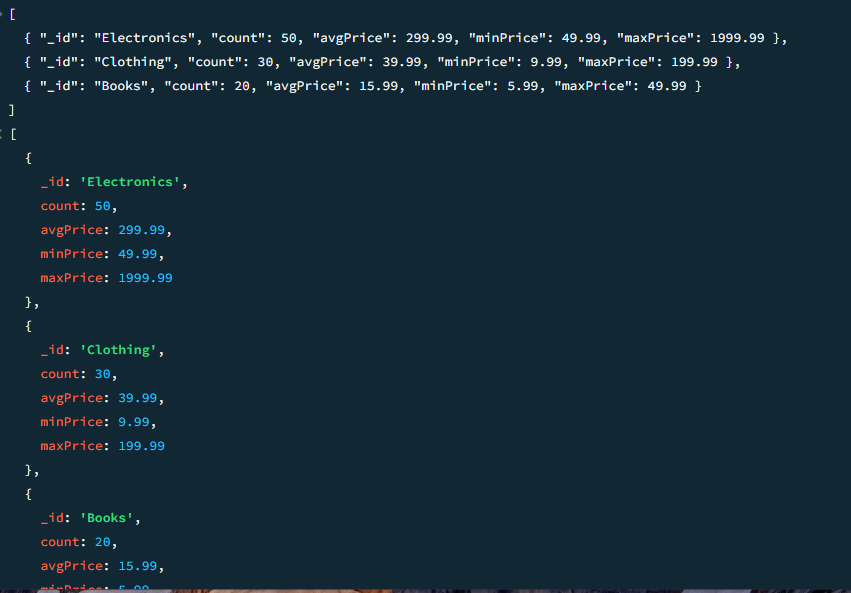 [
{ "_id": "Electronics", "count": 50, "avgPrice": 299.99, "minPrice": 49.99, "maxPrice": 1999.99 },
{ "_id": "Clothing", "count": 30, "avgPrice": 39.99, "minPrice": 9.99, "maxPrice": 199.99 },
{ "_id": "Books", "count": 20, "avgPrice": 15.99, "minPrice": 5.99, "maxPrice": 49.99 }
]
[
{
_id: 'Electronics',
count: 50,
avgPrice: 299.99,
minPrice: 49.99,
maxPrice: 1999.99
},
{
_id: 'Clothing',
count: 30,
avgPrice: 39.99,
minPrice: 9.99,
maxPrice: 199.99
},
{
_id: 'Books',
count: 20,
avgPrice: 15.99,
minPrice: 5.99